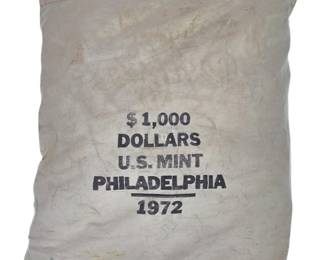 $1,000
DOLLARS
U.S. MINT
PHILADELPHIA
1972